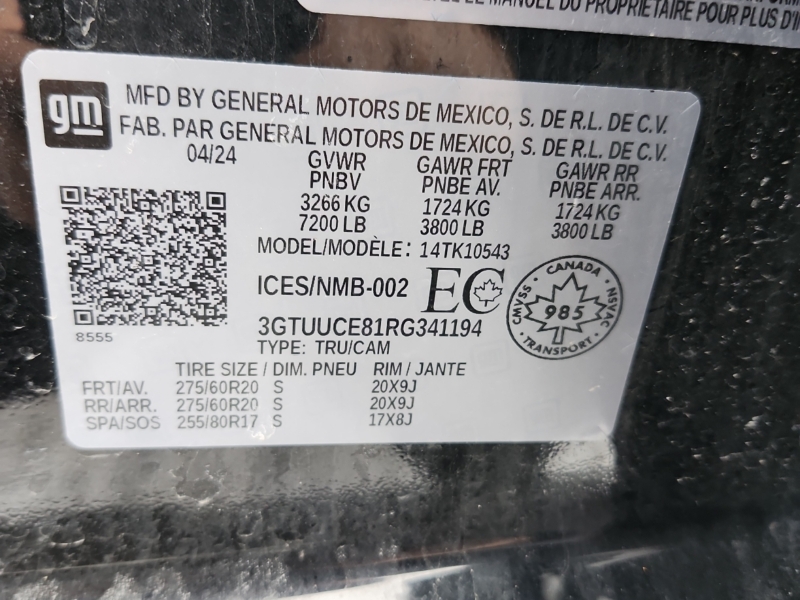 LE MANUEL DU PROPRIÉTAIRE POUR PLUS D'I
gm
MFD BY GENERAL MOTORS DE MEXICO, S. DE R.L. DE C.V.
FAB. PAR GENERAL MOTORS DE MEXICO, S. DE R.L. DE C.V.
04/24 GVWR GAWR FRT GAWR RR
PNBV PNBE AV. PNBE ARR.
3266 KG 1724 KG 1724 KG
7200 LB 3800 LB 3800 LB
MODEL/MODÈLE: 14TK10543
ICES/NMB-002 EC
CANADA
CMVSS 985 NSVAC
TRANSPORT
8555
3GTUUCE81RG341194
TYPE: TRU/CAM
TIRE SIZE / DIM. PNEU RIM / JANTE
FRT/AV. 275/60R20 S 20X9J
RR/ARR. 275/60R20 S 20X9J
SPA/SOS 255/80R17 S 17X8J